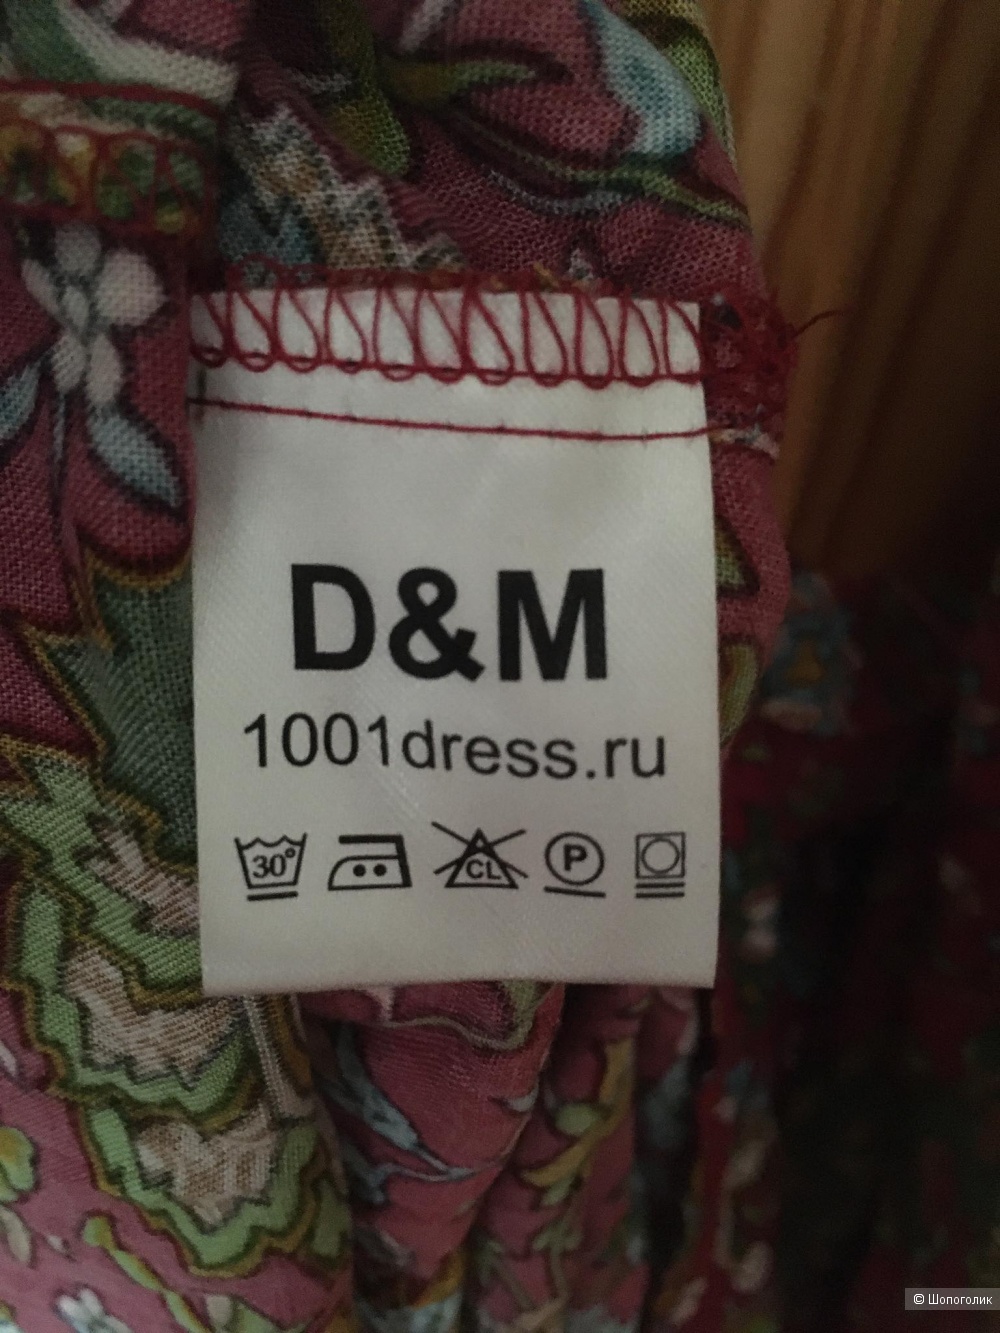 D&M
1001dress.ru
30° CL P
© Шопоголик